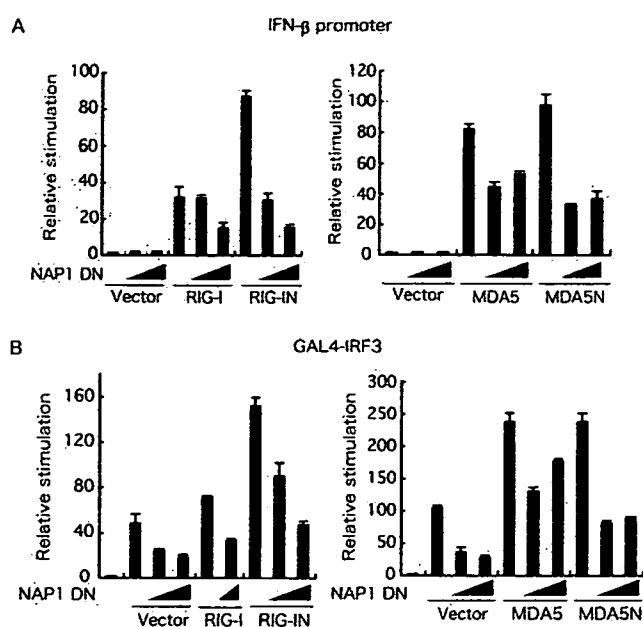 A
IFN-β promoter
Relative stimulation
100
80
60
40
20
0
NAP1 DN
Vector RIG-I RIG-IN
Relative stimulation
120
100
80
60
40
20
0
Vector MDA5 MDA5N
B
GAL4-IRF3
Relative stimulation
160
120
80
40
0
NAP1 DN
Vector RIG-I RIG-IN
Relative stimulation
300
250
200
150
100
50
0
NAP1 DN
Vector MDA5 MDA5N